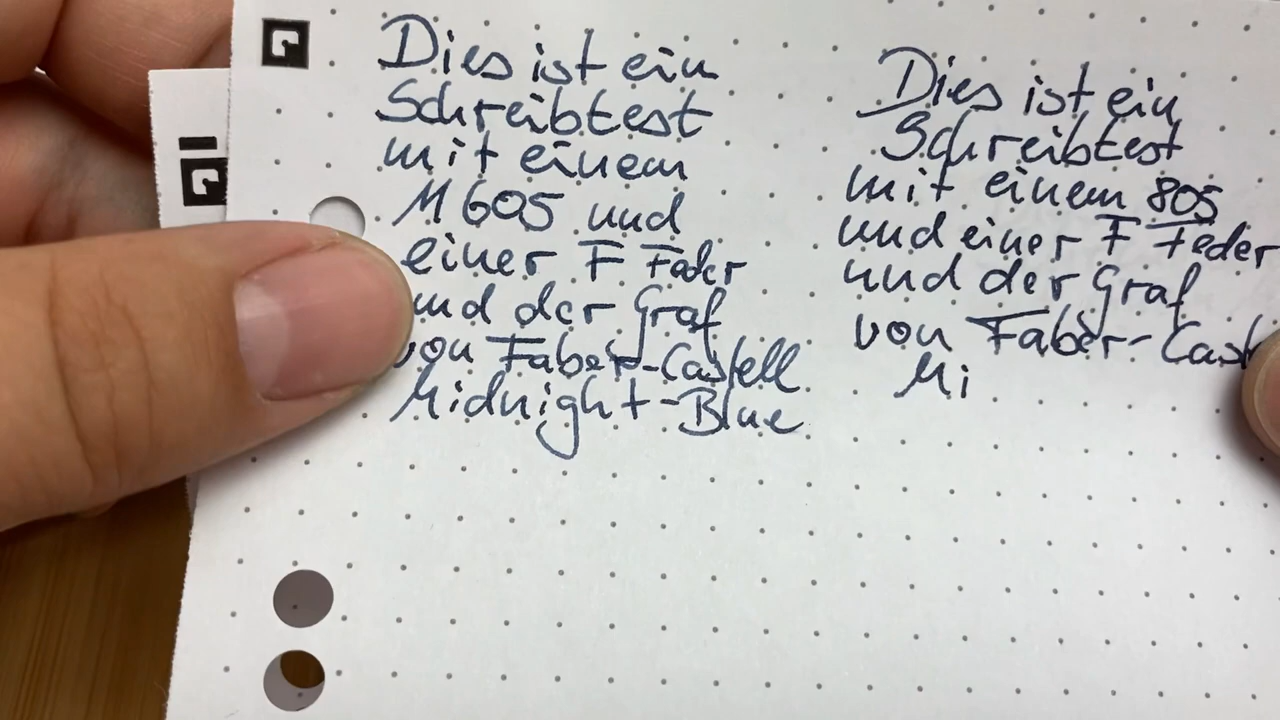 Dies ist ein
Schreibtest
mit einem
M605 und
einer F Feder
und der Graf
von Faber-Castell
Midnight-Blue
Dies ist ein
Schreibtest
mit einem 805
und einer F Feder
und der Graf
von Faber-Cast
Mi